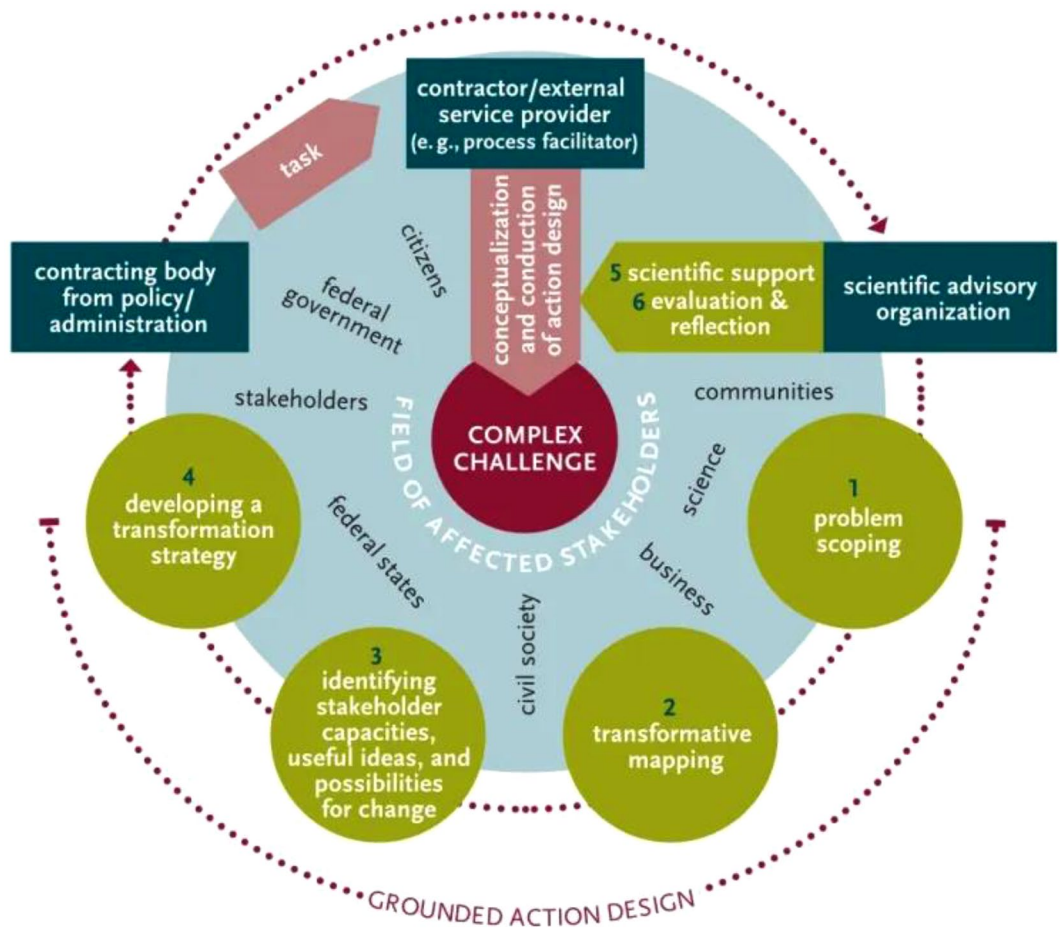 contractor/external
service provider
(e. g., process facilitator)
task
conceptualization
and conduction
of action design
citizens
federal
government
contracting body
from policy/
administration
5 scientific support
6 evaluation &
reflection
scientific advisory
organization
stakeholders
communities
COMPLEX
CHALLENGE
FIELD OF AFFECTED STAKEHOLDERS
science
federal states
business
civil society
4
developing a
transformation
strategy
1
problem
scoping
3
identifying
stakeholder
capacities,
useful ideas, and
possibilities
for change
2
transformative
mapping
GROUNDED ACTION DESIGN